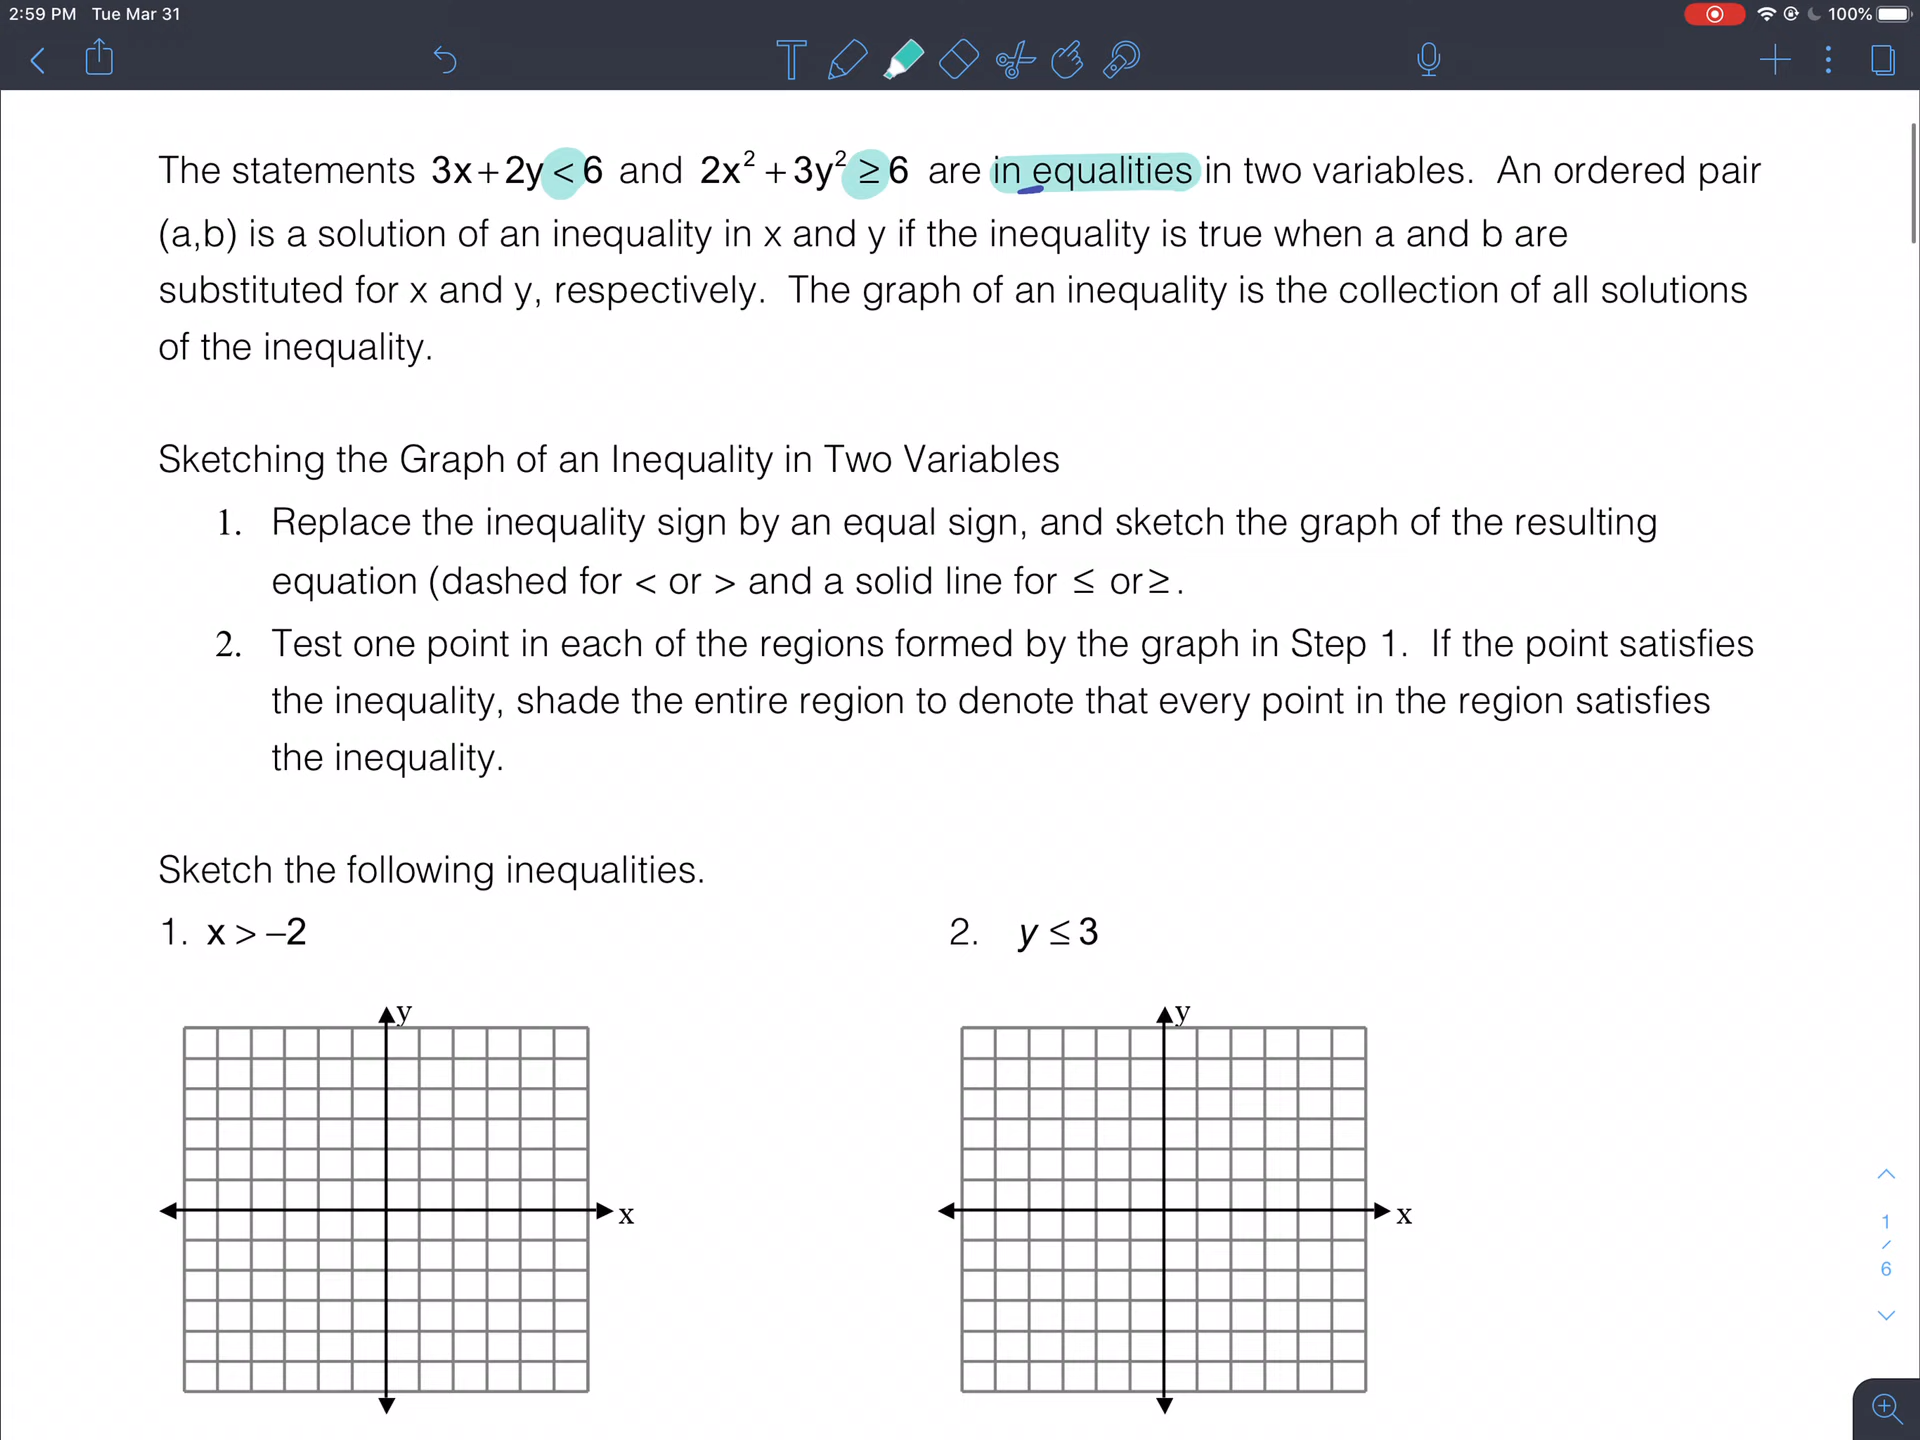 2:59 PM Tue Mar 31 100%
The statements 3x+2y<6 and 2x²+3y²≥6 are in equalities in two variables. An ordered pair
(a,b) is a solution of an inequality in x and y if the inequality is true when a and b are
substituted for x and y, respectively. The graph of an inequality is the collection of all solutions
of the inequality.
Sketching the Graph of an Inequality in Two Variables
1. Replace the inequality sign by an equal sign, and sketch the graph of the resulting
equation (dashed for < or > and a solid line for ≤ or≥.
2. Test one point in each of the regions formed by the graph in Step 1. If the point satisfies
the inequality, shade the entire region to denote that every point in the region satisfies
the inequality.
Sketch the following inequalities.
1. x>-2
2. y≤3
y
x
y
x
1
/
6